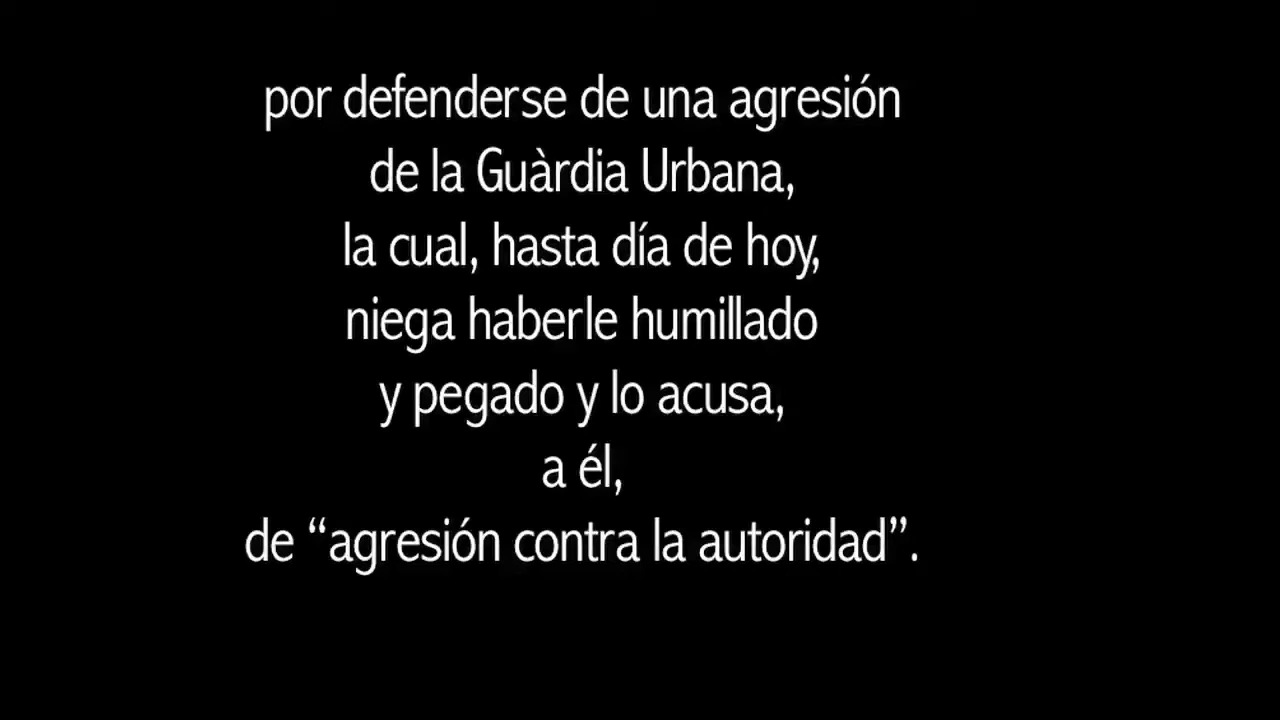 por defenderse de una agresión
de la Guàrdia Urbana,
la cual, hasta día de hoy,
niega haberle humillado
y pegado y lo acusa,
a él,
de “agresión contra la autoridad”.